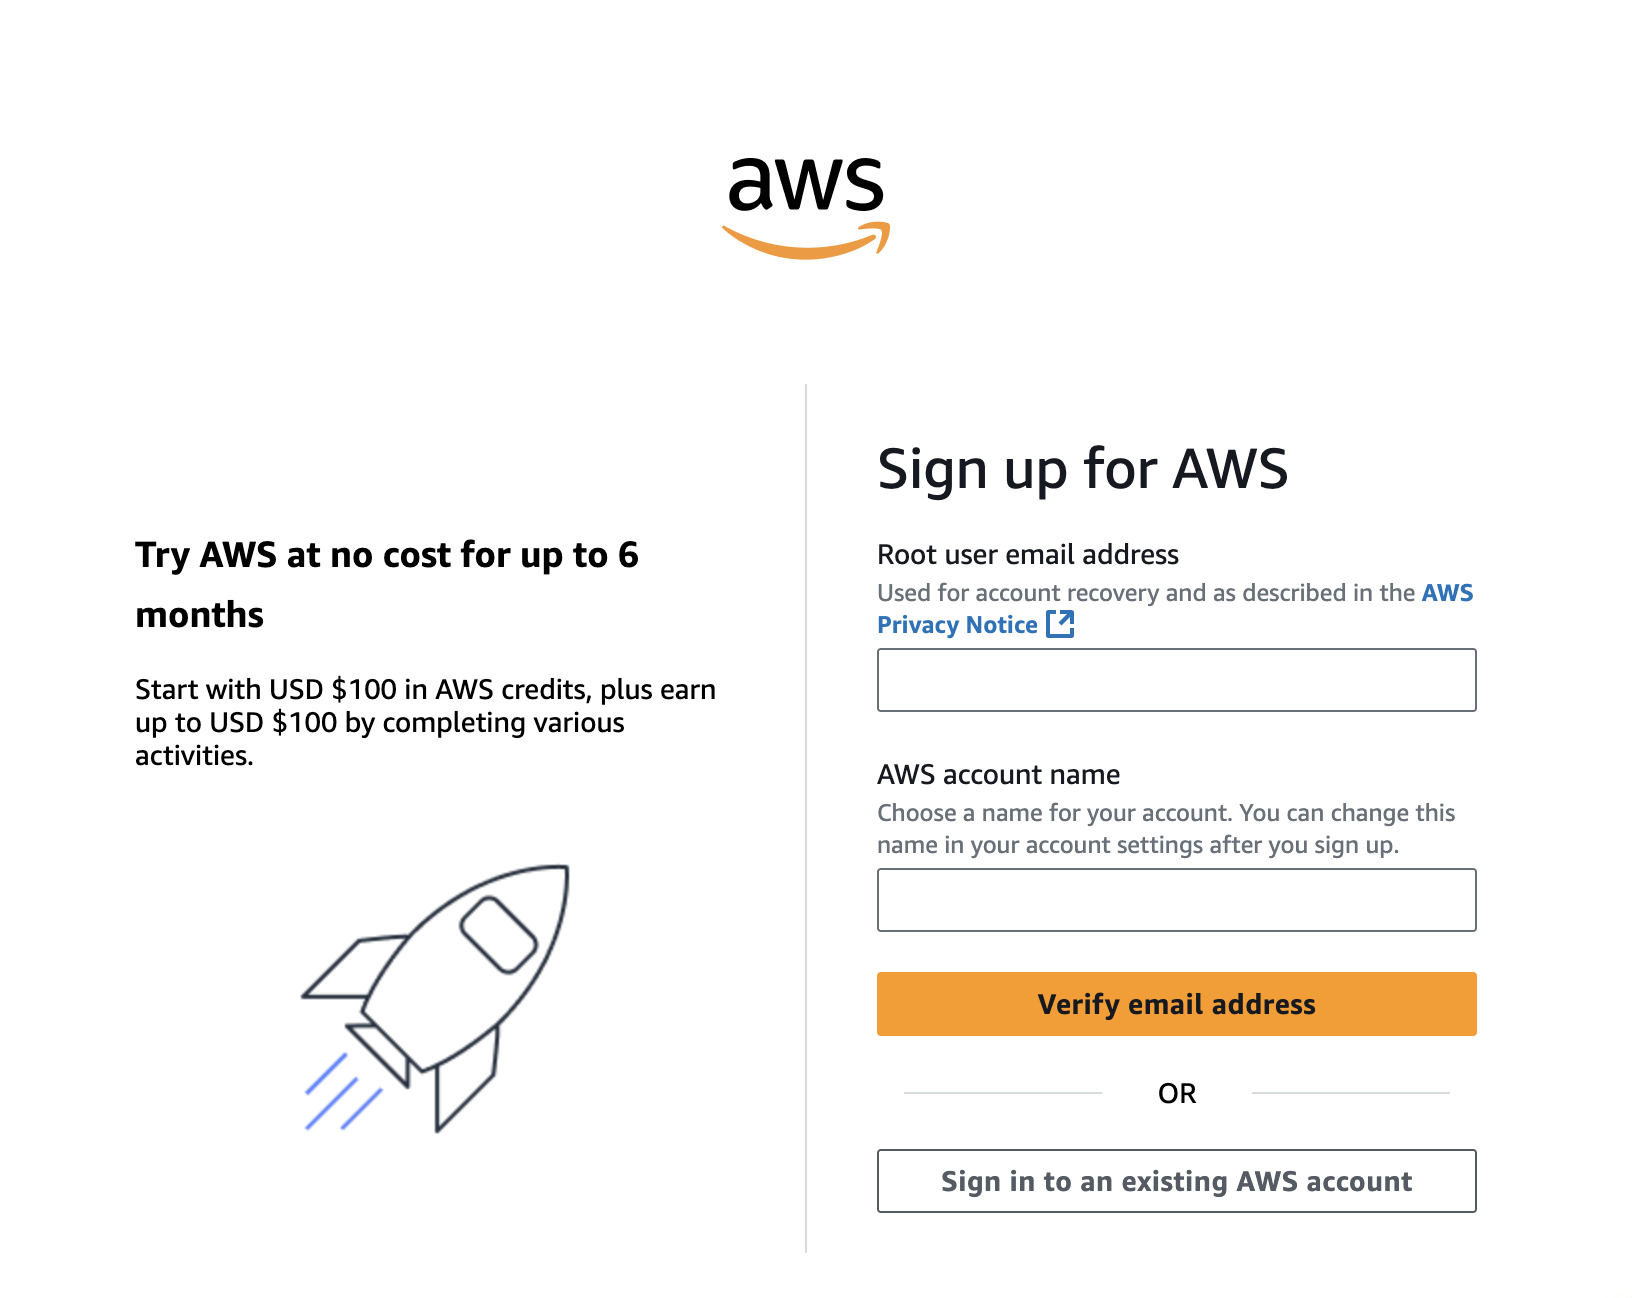 aws
Try AWS at no cost for up to 6
months
Start with USD $100 in AWS credits, plus earn
up to USD $100 by completing various
activities.
Sign up for AWS
Root user email address
Used for account recovery and as described in the AWS
Privacy Notice
AWS account name
Choose a name for your account. You can change this
name in your account settings after you sign up.
Verify email address
OR
Sign in to an existing AWS account